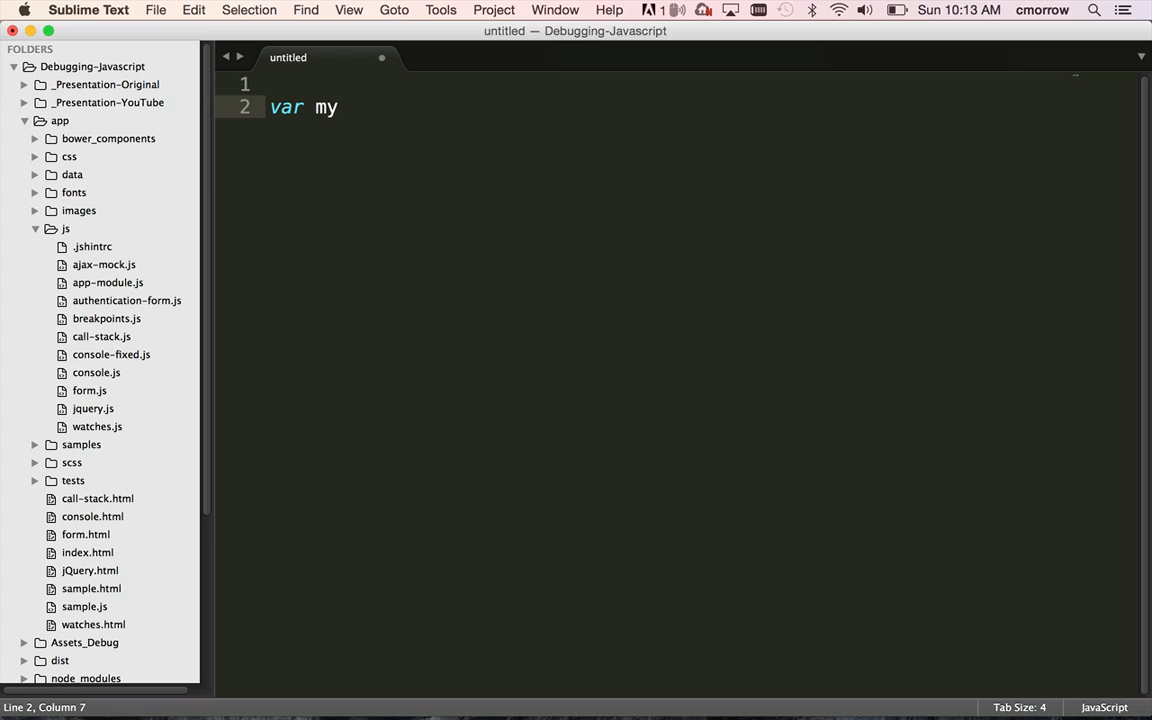 Sublime Text File Edit Selection Find View Goto Tools Project Window Help 1 Sun 10:13 AM cmorrow
untitled — Debugging-Javascript
FOLDERS
Debugging-Javascript
_Presentation-Original
_Presentation-YouTube
app
bower_components
css
data
fonts
images
js
.jshintrc
ajax-mock.js
app-module.js
authentication-form.js
breakpoints.js
call-stack.js
console-fixed.js
console.js
form.js
jquery.js
watches.js
samples
scss
tests
call-stack.html
console.html
form.html
index.html
jQuery.html
sample.html
sample.js
watches.html
Assets_Debug
dist
node_modules
untitled
1
2 var my
Line 2, Column 7 Tab Size: 4 JavaScript